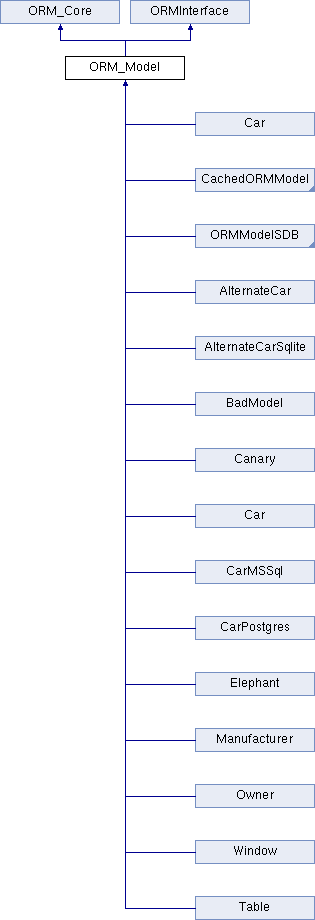 ORM_Core
ORMInterface
ORM_Model
Car
CachedORMModel
ORMModelSDB
AlternateCar
AlternateCarSqlite
BadModel
Canary
Car
CarMSSql
CarPostgres
Elephant
Manufacturer
Owner
Window
Table